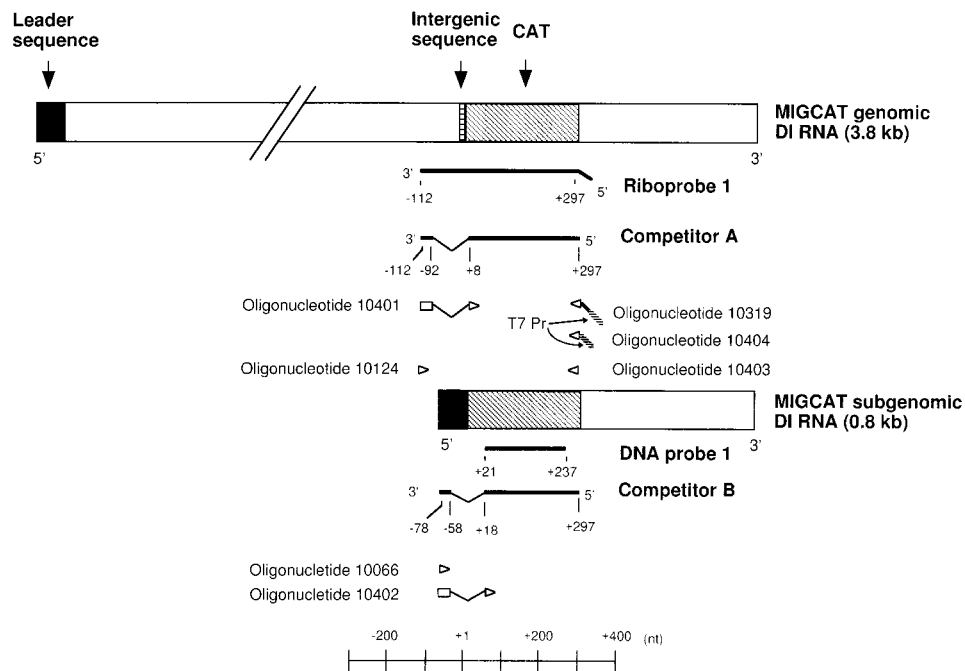 Leader
sequence
Intergenic
sequence
CAT
MIGCAT genomic
DI RNA (3.8 kb)
5'
3'
3'
5'
-112
+297
Riboprobe 1
3'
5'
Competitor A
-112
-92
+8
+297
Oligonucleotide 10401
T7 Pr
Oligonucleotide 10319
Oligonucleotide 10404
Oligonucleotide 10124
Oligonucleotide 10403
MIGCAT subgenomic
DI RNA (0.8 kb)
5'
3'
DNA probe 1
+21
+237
3'
5'
Competitor B
-78
-58
+18
+297
Oligonucletide 10066
Oligonucletide 10402
-200
+1
+200
+400
(nt)